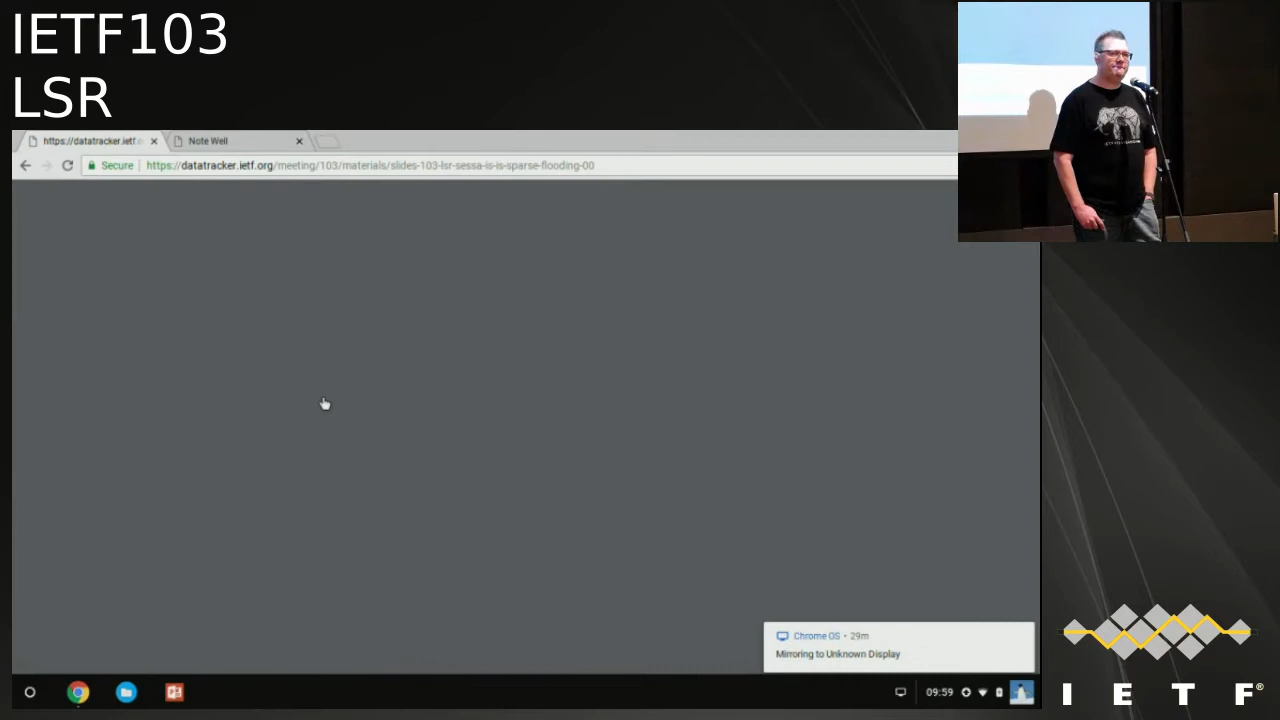 IETF103
LSR
https://datatracker.ietf.o
Note Well
Secure
https://datatracker.ietf.org/meeting/103/materials/slides-103-lsr-sessa-is-is-sparse-flooding-00
Chrome OS • 29m
Mirroring to Unknown Display
09:59
I E T F®